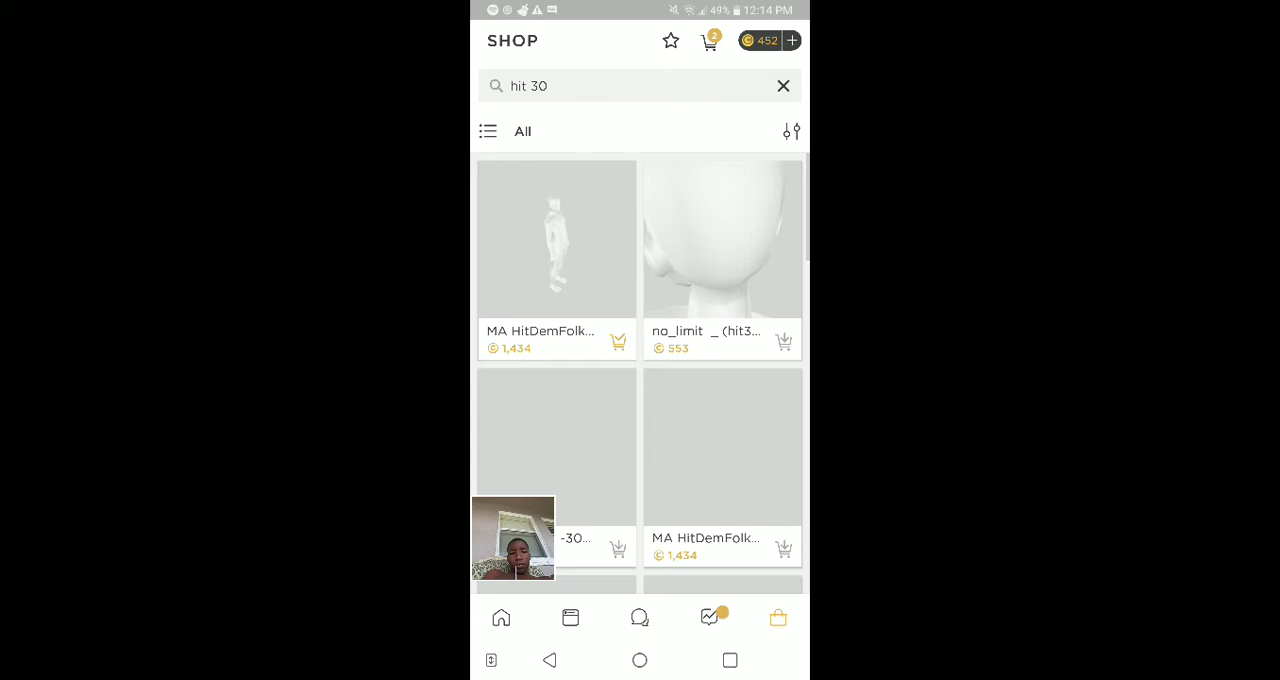 49% 12:14 PM
SHOP
2
452 +
hit 30
All
MA HitDemFolk...
1,434
no_limit _ (hit3...
553
-30...
MA HitDemFolk...
1,434